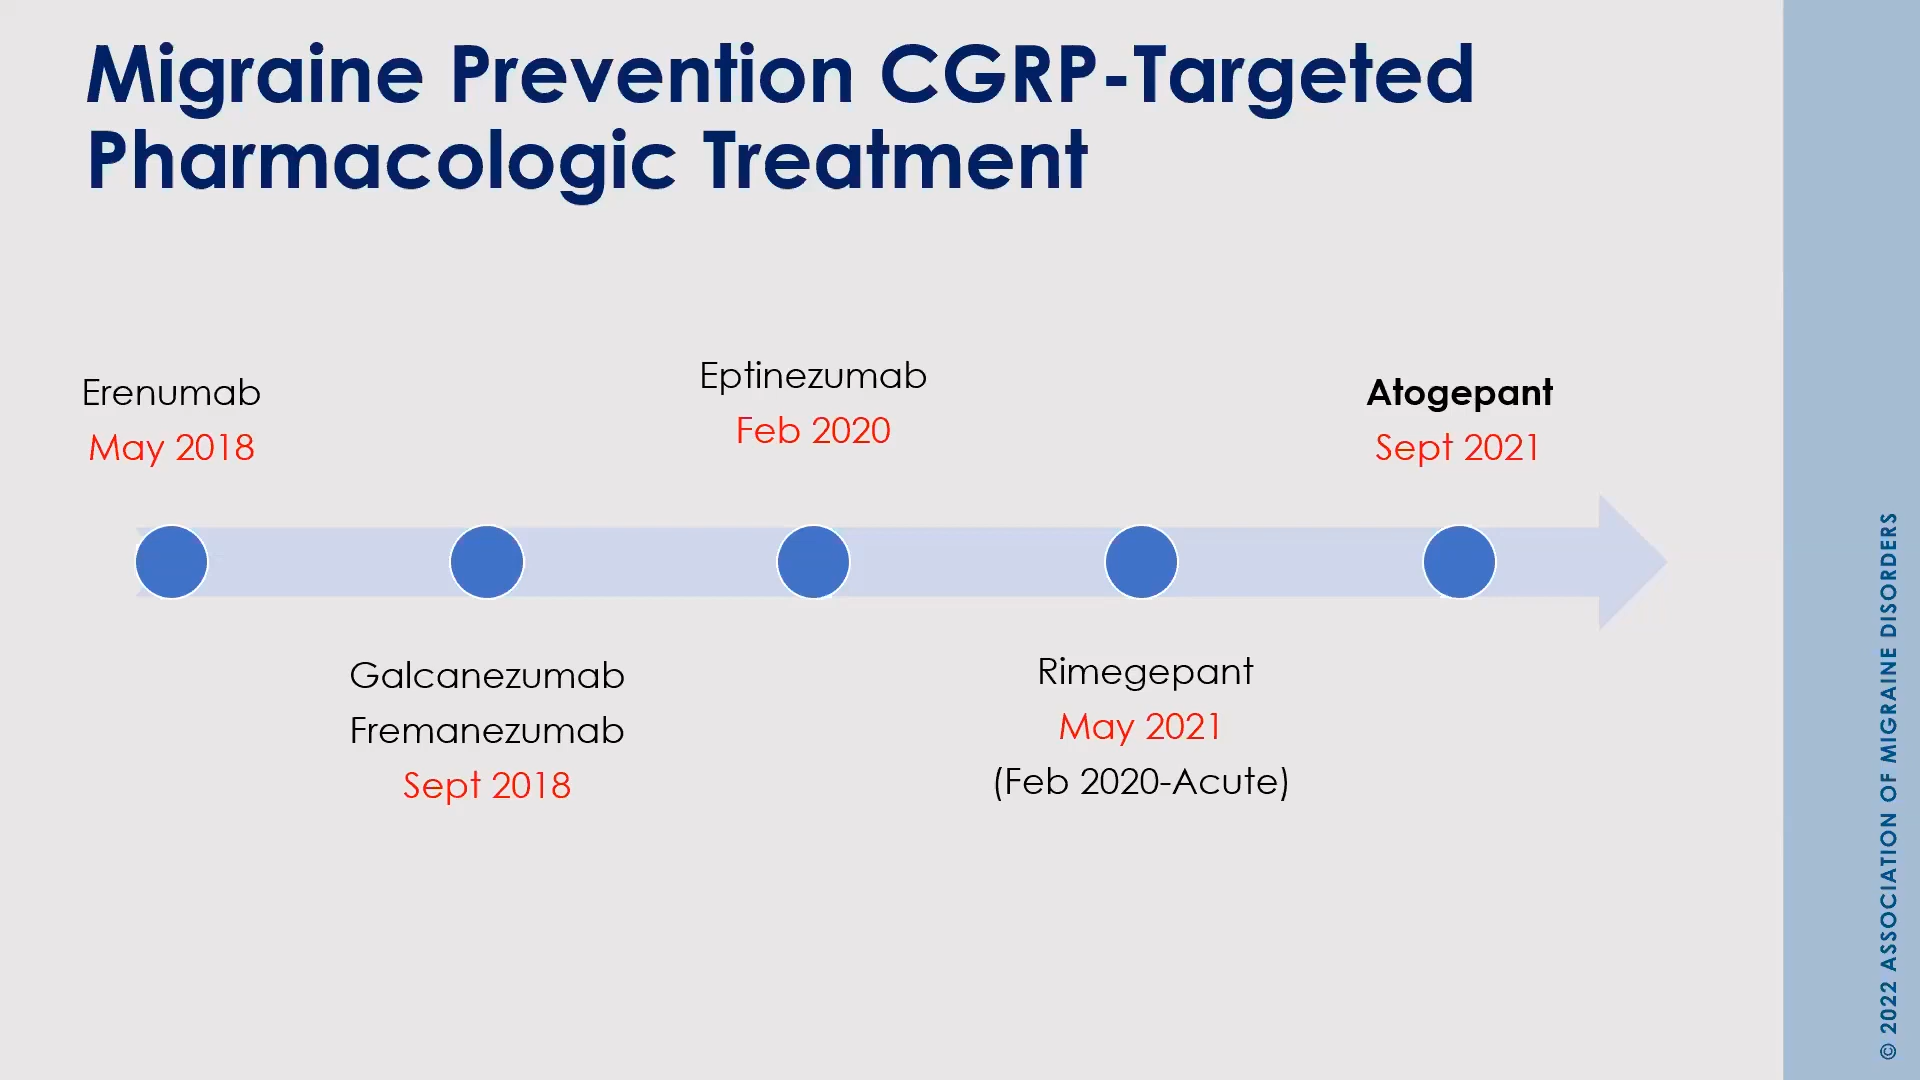 Migraine Prevention CGRP-Targeted
Pharmacologic Treatment
Erenumab
May 2018
Galcanezumab
Fremanezumab
Sept 2018
Eptinezumab
Feb 2020
Rimegepant
May 2021
(Feb 2020-Acute)
Atogepant
Sept 2021
© 2022 ASSOCIATION OF MIGRAINE DISORDERS